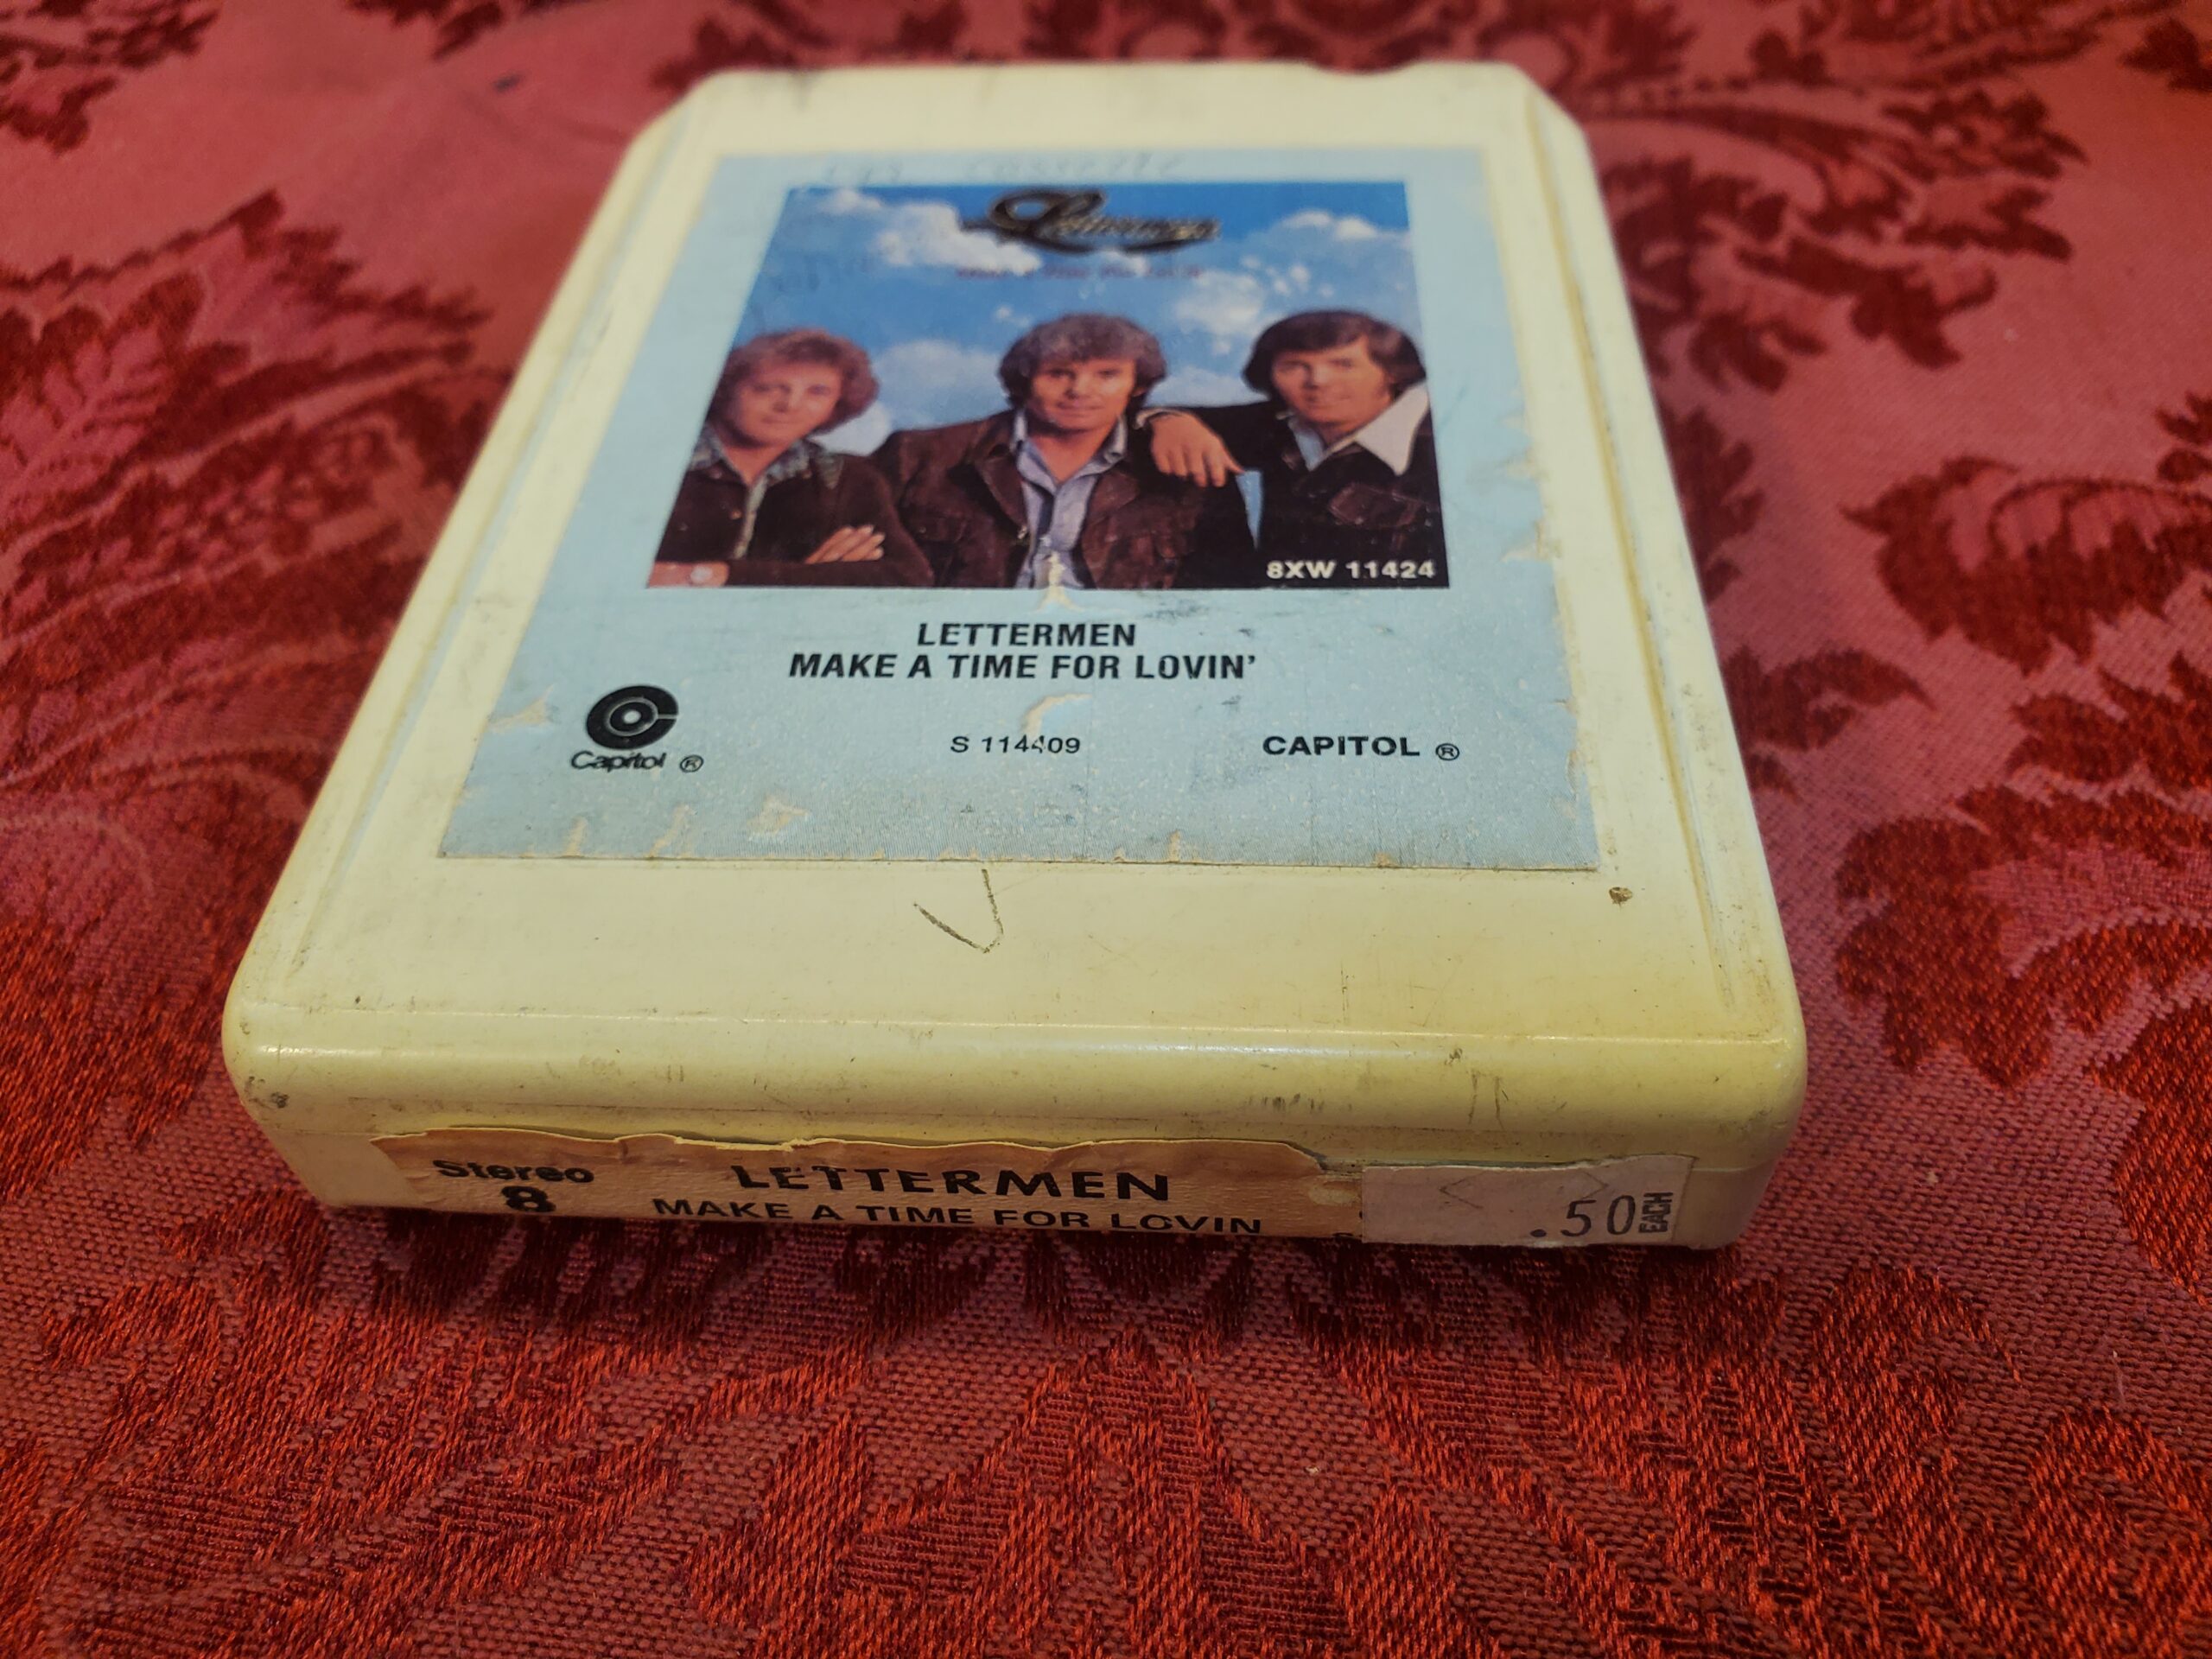 Lettermen
8XW 11424
LETTERMEN
MAKE A TIME FOR LOVIN'
Capitol ®
S 114409
CAPITOL ®
Stereo
8
LETTERMEN
MAKE A TIME FOR LOVIN
.50 EACH